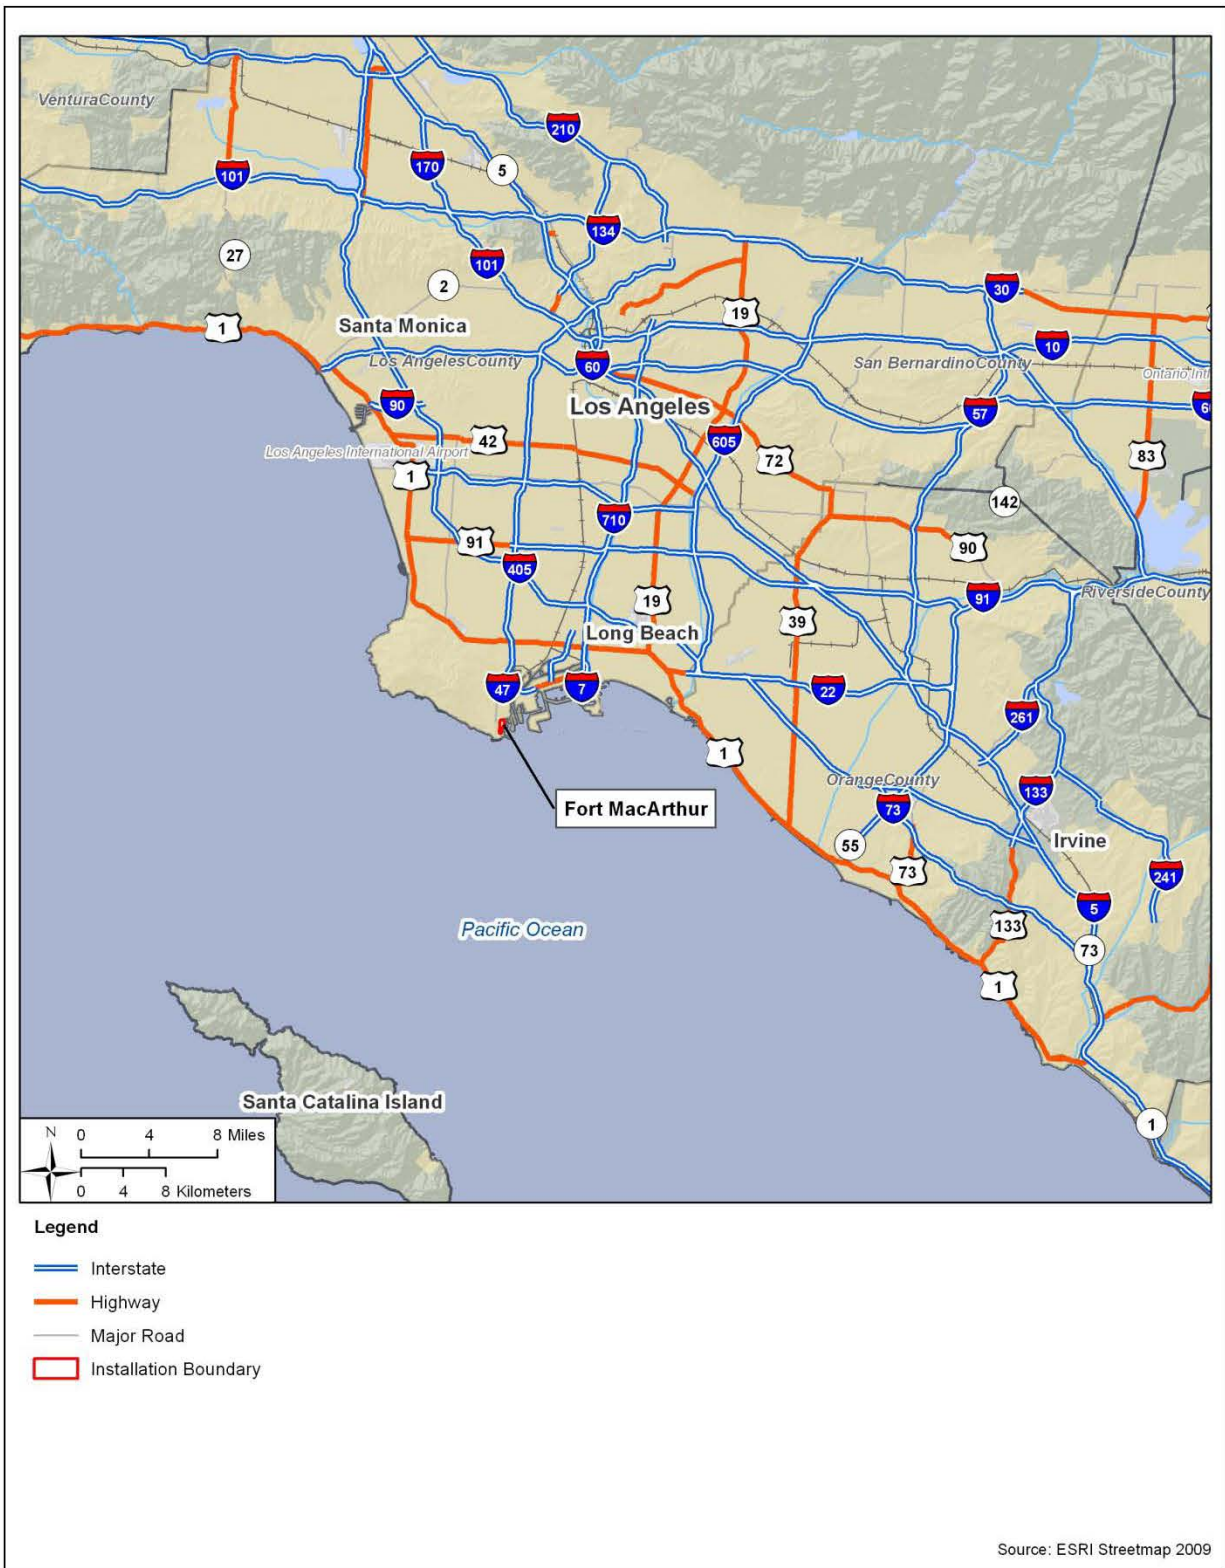 VenturaCounty
210
170
5
101
134
27
101
2
30
19
1
Santa Monica
10
Los AngelesCounty
San BernardinoCounty
60
Ontario Int
90
Los Angeles
57
605
42
72
83
Los Angeles International Airport
1
142
710
91
90
405
91
RiversideCounty
19
39
Long Beach
47
7
22
261
1
OrangeCounty
133
Fort MacArthur
73
55
Irvine
73
241
5
Pacific Ocean
133
73
1
Santa Catalina Island
1
N
0 4 8 Miles
0 4 8 Kilometers
Legend
Interstate
Highway
Major Road
Installation Boundary
Source: ESRI Streetmap 2009